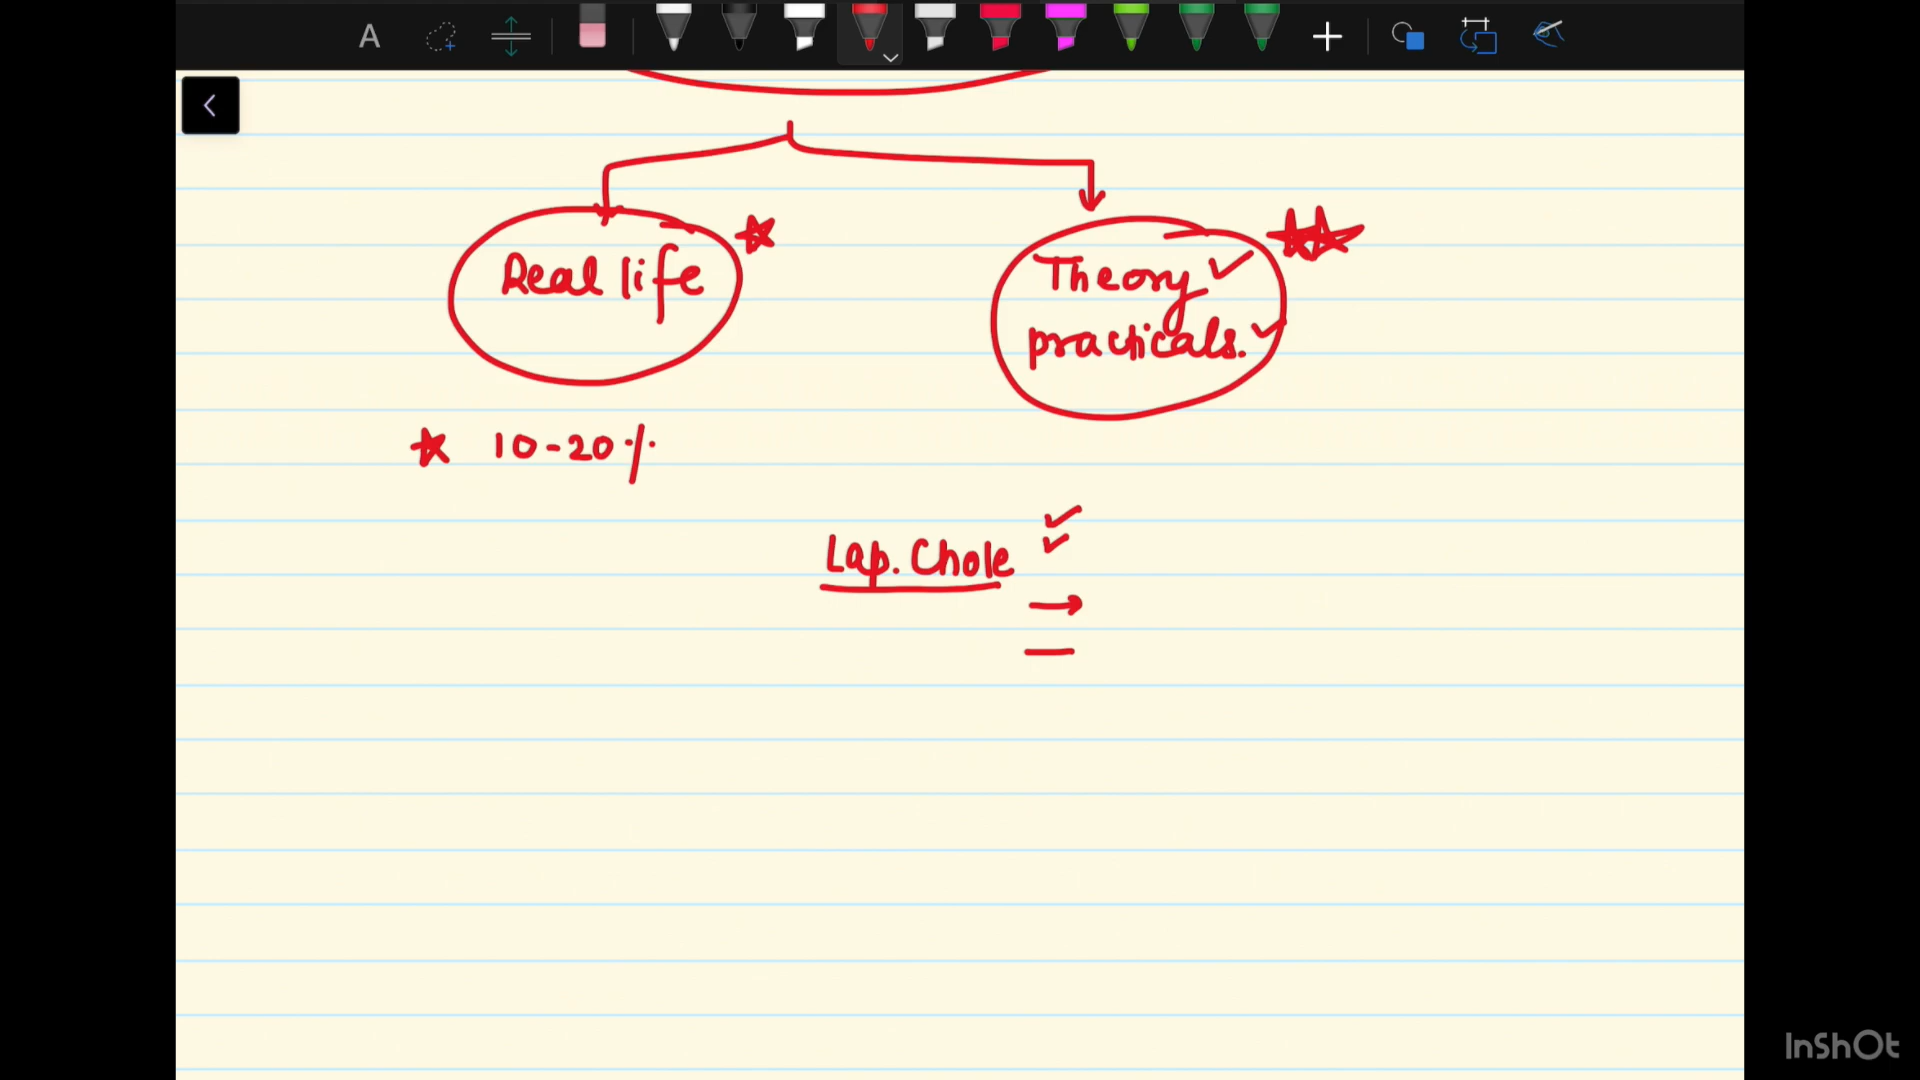 A
Real life
Theory
practicals.
10-20%
Lap. Chole
InShOt